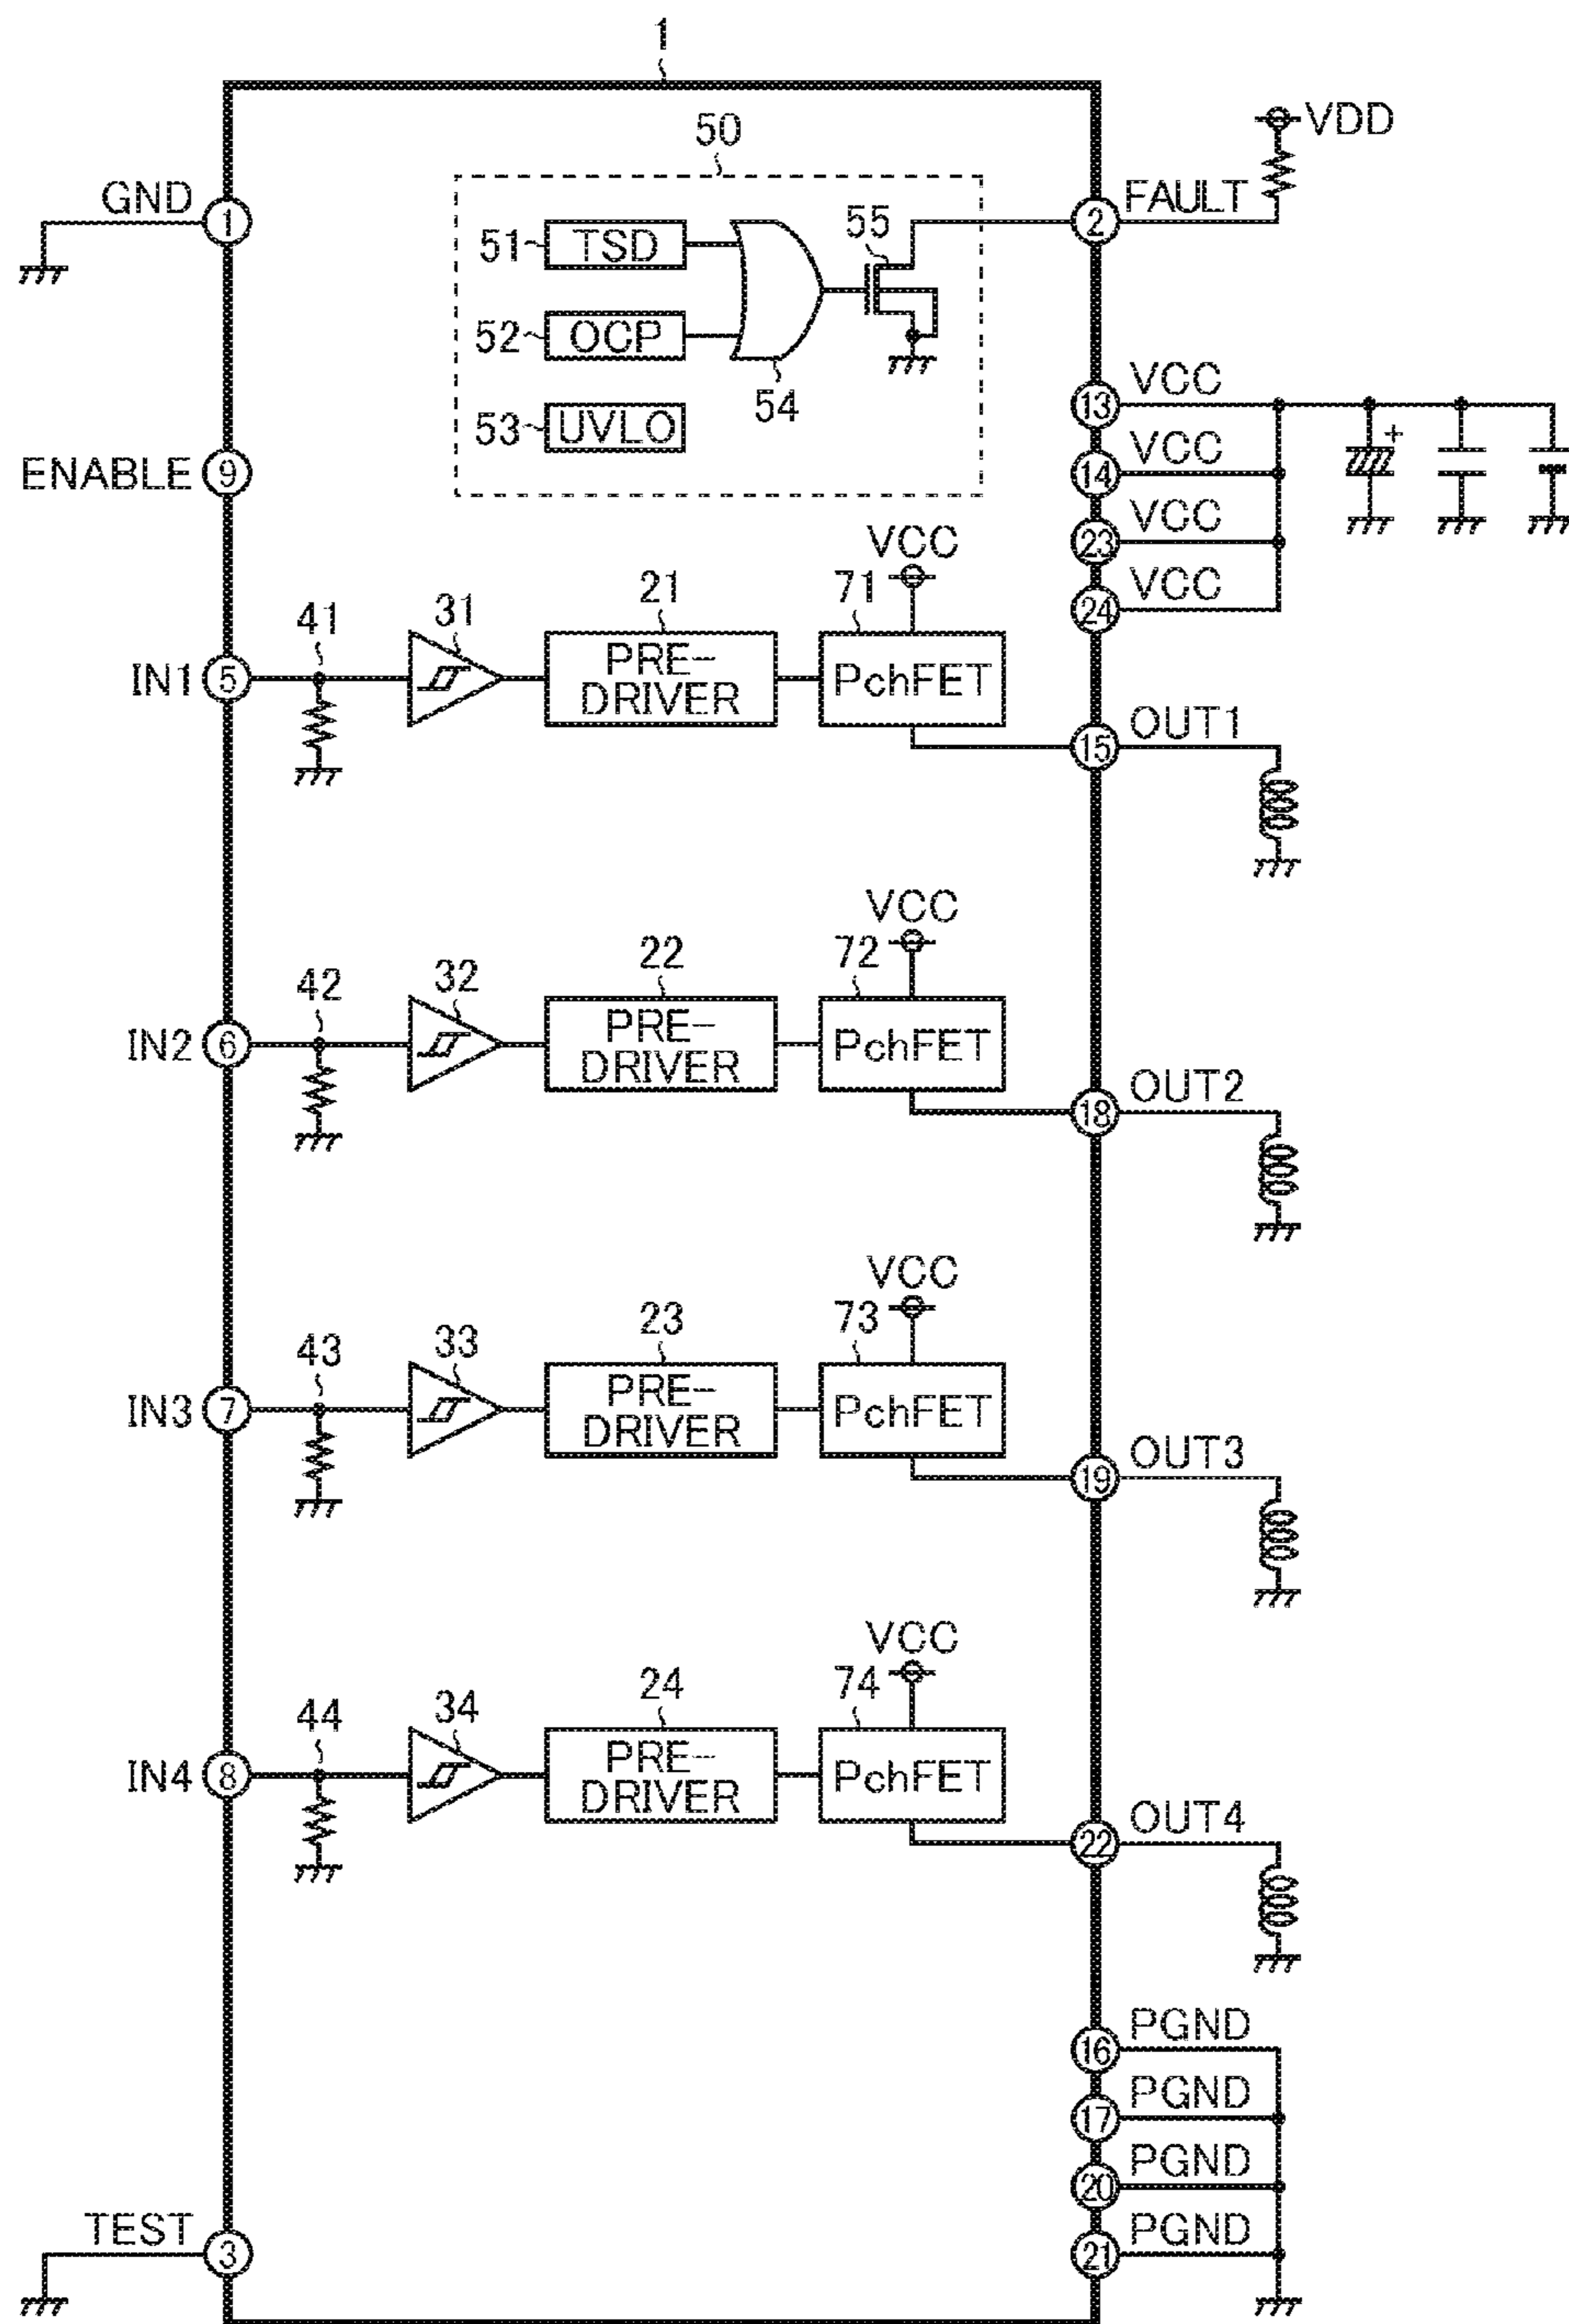 1
50
VDD
GND
1
51
TSD
55
2
FAULT
52
OCP
54
53
UVLO
13
VCC
+
ENABLE
9
14
VCC
VCC
23
VCC
24
VCC
41
31
21
71
IN1
5
PRE-
DRIVER
PchFET
15
OUT1
VCC
42
32
22
72
IN2
6
PRE-
DRIVER
PchFET
18
OUT2
VCC
43
33
23
73
IN3
7
PRE-
DRIVER
PchFET
19
OUT3
VCC
44
34
24
74
IN4
8
PRE-
DRIVER
PchFET
22
OUT4
16
PGND
17
PGND
20
PGND
TEST
3
21
PGND